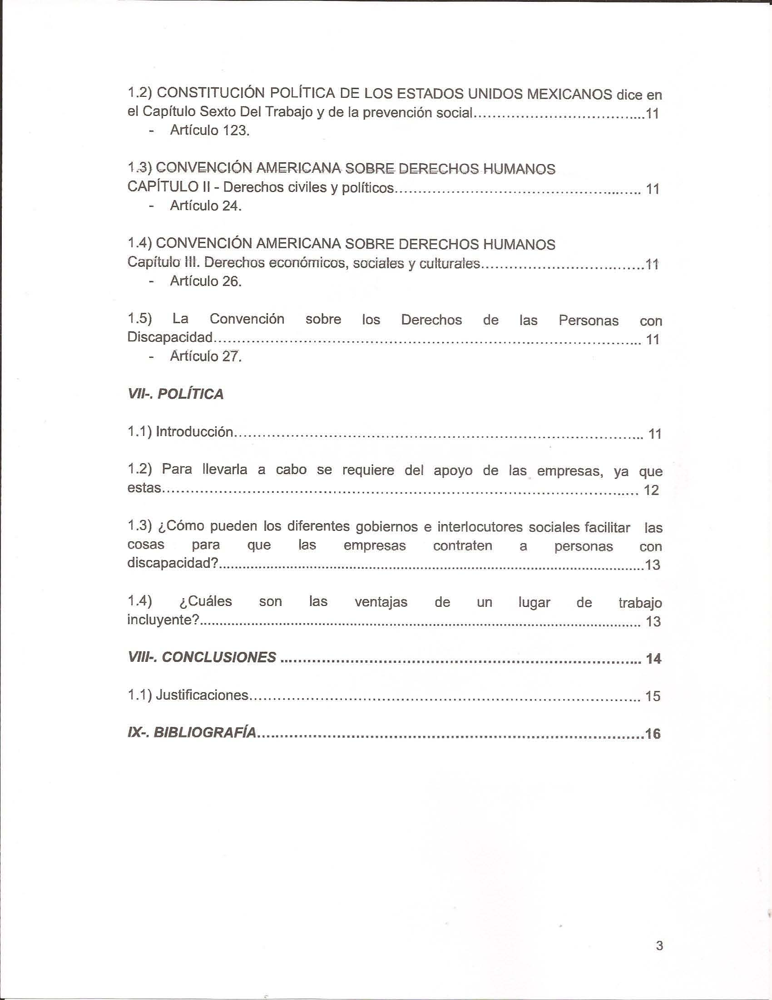 1.2) CONSTITUCIÓN POLÍTICA DE LOS ESTADOS UNIDOS MEXICANOS dice en
el Capítulo Sexto Del Trabajo y de la prevención social....................................11
- Artículo 123.
1.3) CONVENCIÓN AMERICANA SOBRE DERECHOS HUMANOS
CAPÍTULO II - Derechos civiles y políticos.................................................... 11
- Artículo 24.
1.4) CONVENCIÓN AMERICANA SOBRE DERECHOS HUMANOS
Capítulo III. Derechos económicos, sociales y culturales..................................11
- Artículo 26.
1.5) La Convención sobre los Derechos de las Personas con
Discapacidad.......................................................................................... 11
- Artículo 27.
VII-. POLÍTICA
1.1) Introducción...................................................................................... 11
1.2) Para llevarla a cabo se requiere del apoyo de las empresas, ya que
estas.................................................................................................... 12
1.3) ¿Cómo pueden los diferentes gobiernos e interlocutores sociales facilitar las
cosas para que las empresas contraten a personas con
discapacidad?............................................................................................................13
1.4) ¿Cuáles son las ventajas de un lugar de trabajo
incluyente?................................................................................................................ 13
VIII-. CONCLUSIONES ............................................................................ 14
1.1) Justificaciones.................................................................................. 15
IX-. BIBLIOGRAFÍA..................................................................................16
3